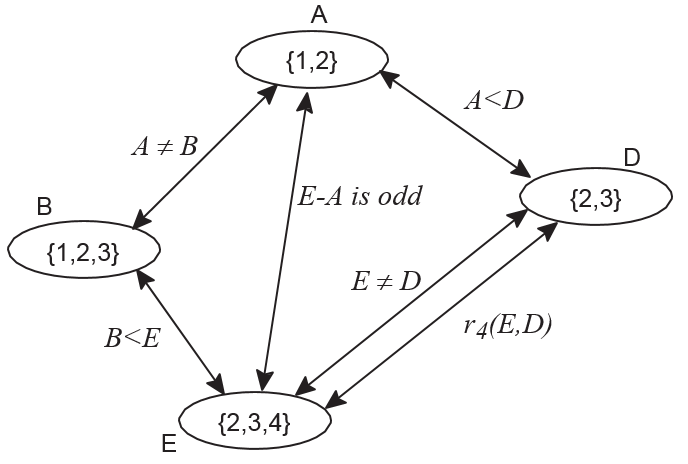 A
{1,2}
A<D
A ≠ B
D
E-A is odd
{2,3}
B
{1,2,3}
E ≠ D
r₄(E,D)
B<E
{2,3,4}
E